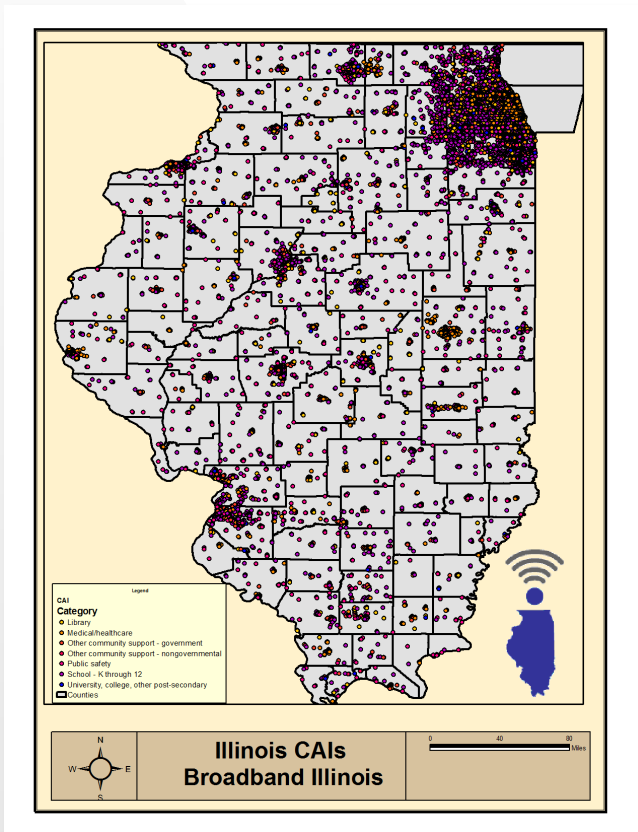 Legend
CAI
Category
Library
Medical/healthcare
Other community support - government
Other community support - nongovernmental
Public safety
School - K through 12
University, college, other post-secondary
Counties
N
W E
S
Illinois CAIs
Broadband Illinois
0 40 80
Miles